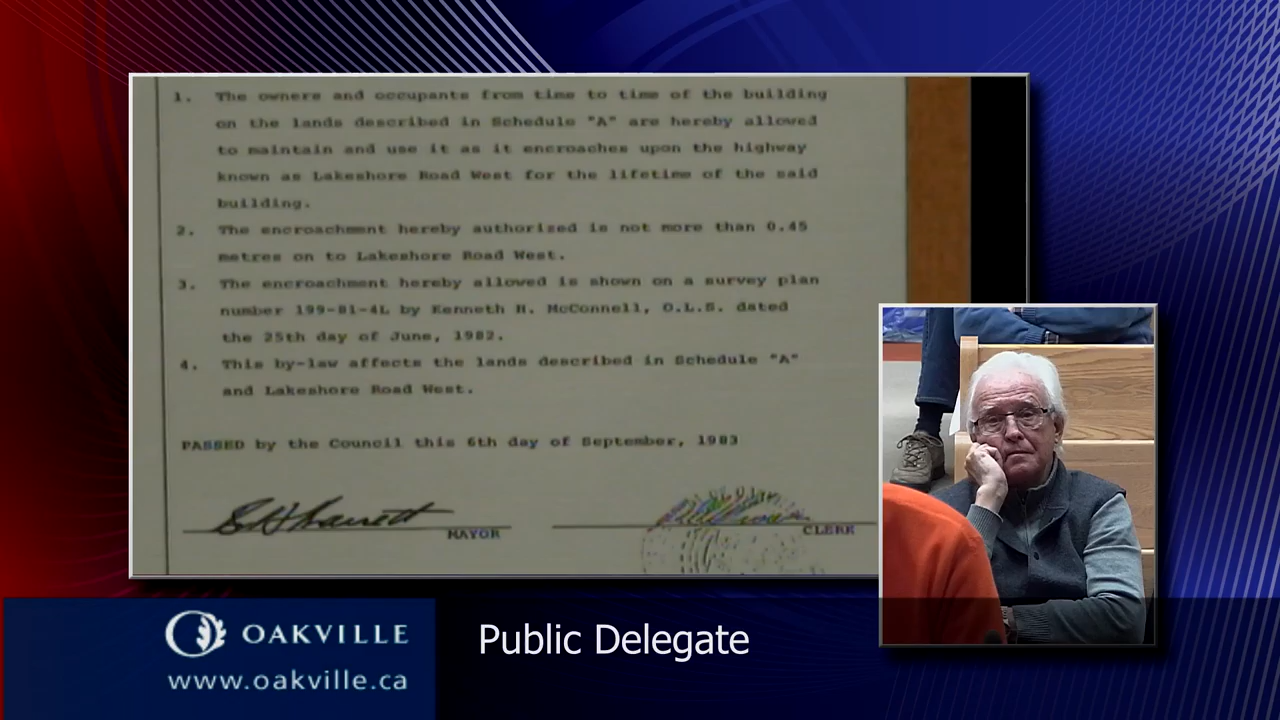 1. The owners and occupants from time to time of the building
on the lands described in Schedule "A" are hereby allowed
to maintain and use it as it encroaches upon the highway
known as Lakeshore Road West for the lifetime of the said
building.
2. The encroachment hereby authorized is not more than 0.45
metres on to Lakeshore Road West.
3. The encroachment hereby allowed is shown on a survey plan
number 199-81-4L by Kenneth H. McConnell, O.L.S. dated
the 25th day of June, 1982.
4. This by-law affects the lands described in Schedule "A"
and Lakeshore Road West.
PASSED by the Council this 6th day of September, 1983
MAYOR
CLERK
OAKVILLE
www.oakville.ca
Public Delegate